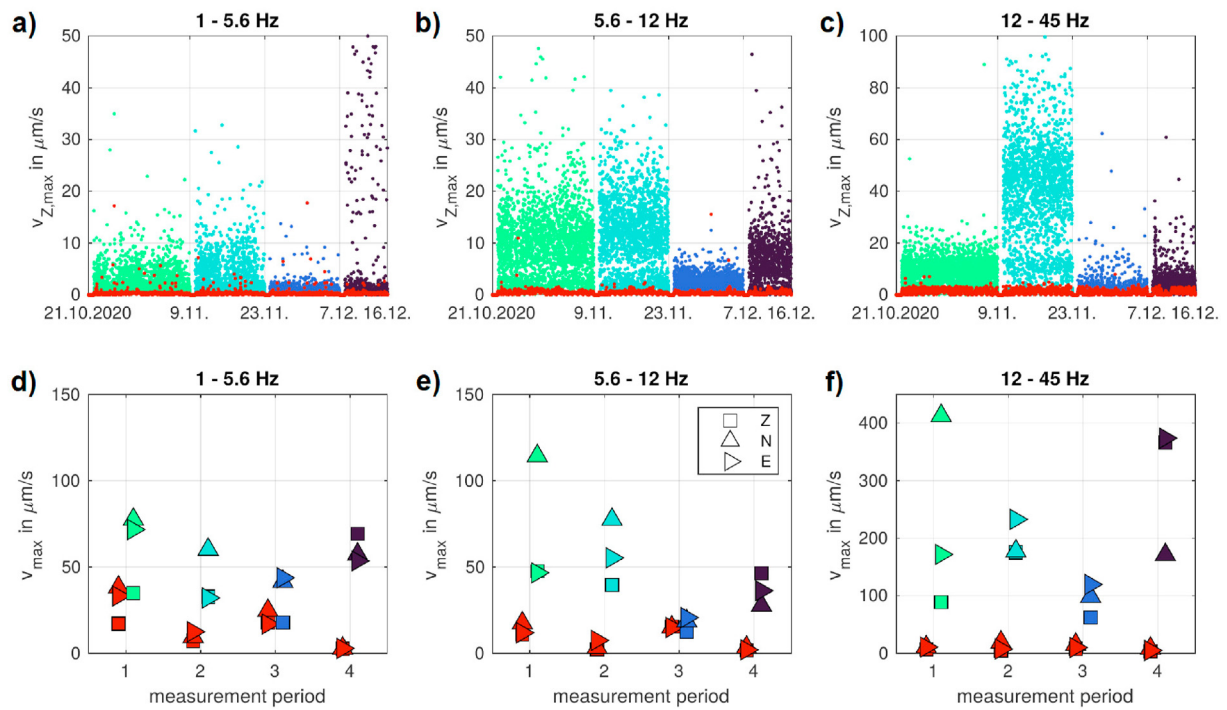 a)
1 - 5.6 Hz
b)
5.6 - 12 Hz
c)
12 - 45 Hz
v_Z,max in μm/s
50
40
30
20
10
0
21.10.2020 9.11. 23.11. 7.12. 16.12.
v_Z,max in μm/s
50
40
30
20
10
0
21.10.2020 9.11. 23.11. 7.12. 16.12.
v_Z,max in μm/s
100
80
60
40
20
0
21.10.2020 9.11. 23.11. 7.12. 16.12.
d)
1 - 5.6 Hz
e)
5.6 - 12 Hz
f)
12 - 45 Hz
v_max in μm/s
150
100
50
0
1 2 3 4
measurement period
v_max in μm/s
150
100
50
0
Z
N
E
1 2 3 4
measurement period
v_max in μm/s
400
300
200
100
0
1 2 3 4
measurement period